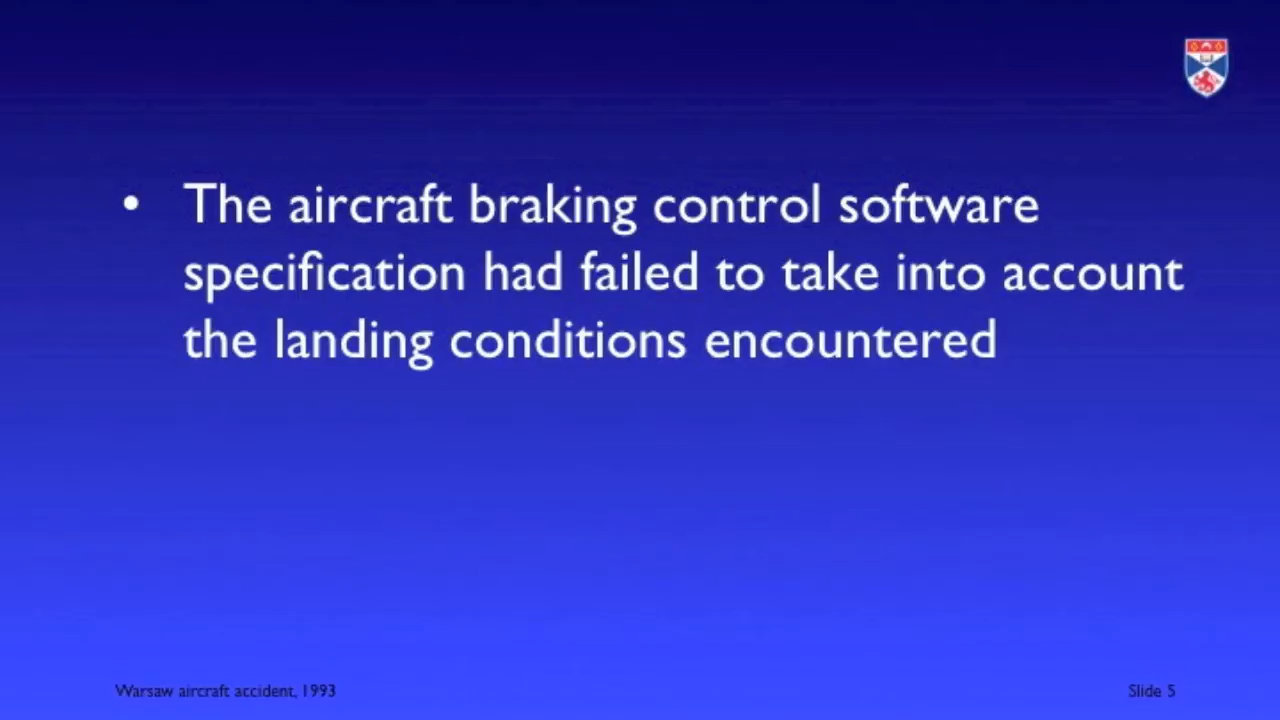 • The aircraft braking control software
specification had failed to take into account
the landing conditions encountered
Warsaw aircraft accident, 1993
Slide 5